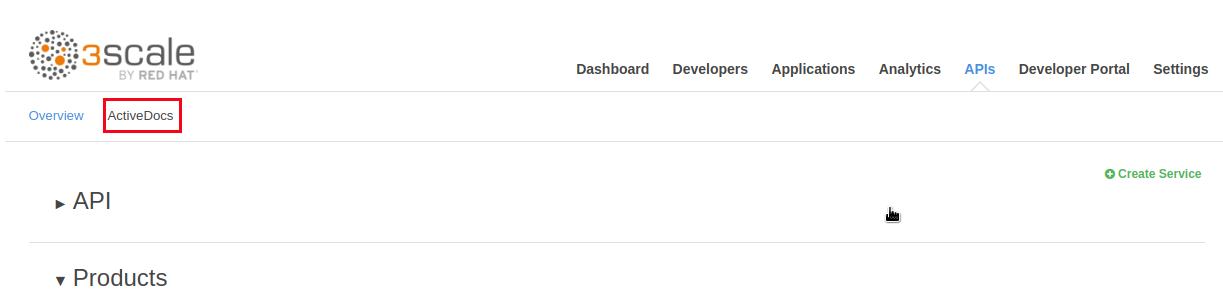 3scale
BY RED HAT
Dashboard Developers Applications Analytics APIs Developer Portal Settings
Overview ActiveDocs
Create Service
API
Products